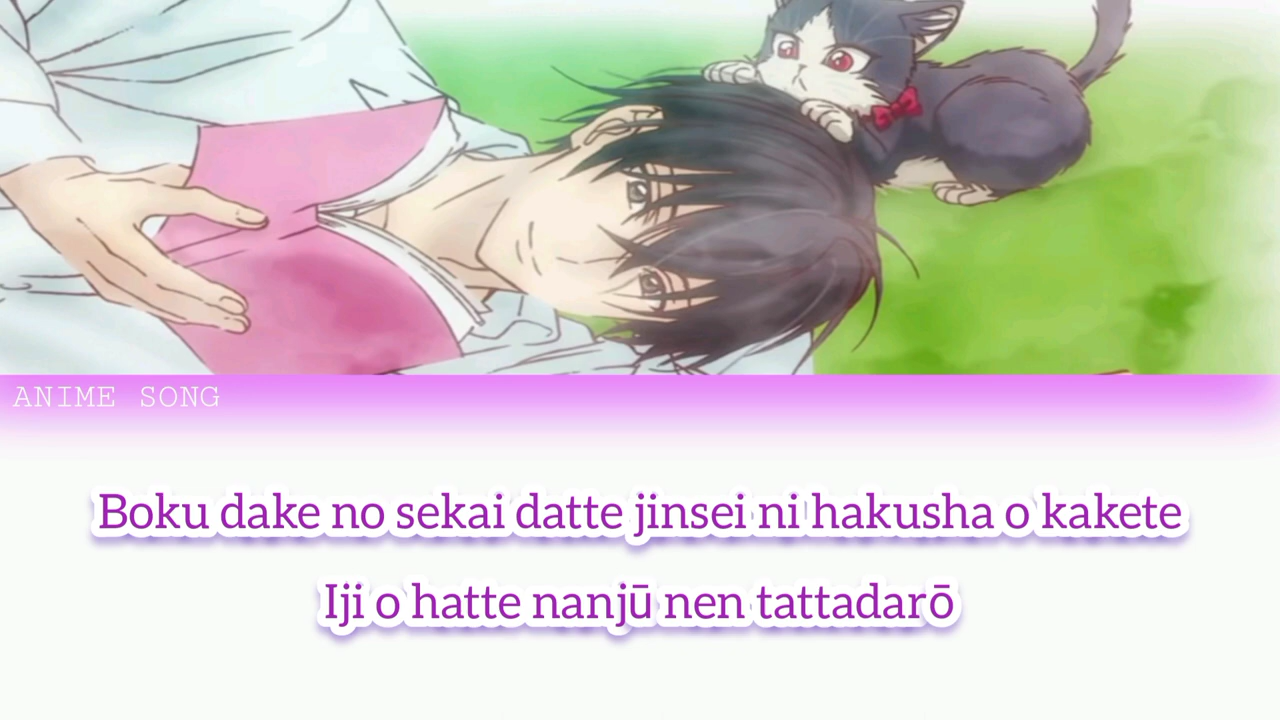 ANIME SONG
Boku dake no sekai datte jinsei ni hakusha o kakete
Iji o hatte nanjū nen tattadarō